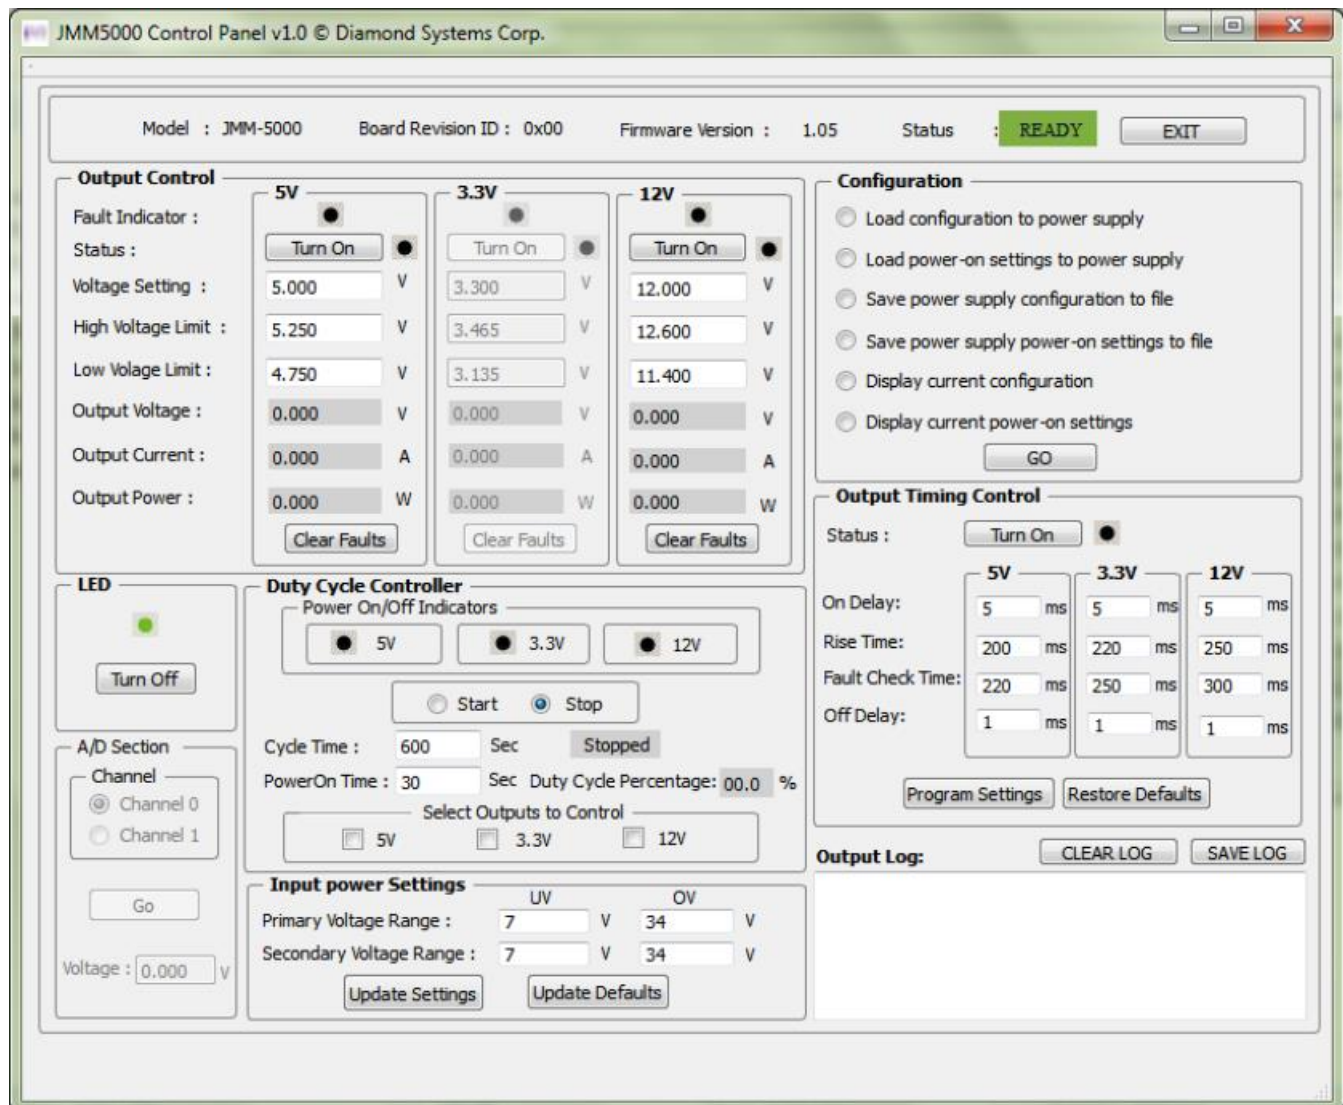 JMM5000 Control Panel v1.0 © Diamond Systems Corp.
Model : JMM-5000 Board Revision ID : 0x00 Firmware Version : 1.05 Status : READY EXIT
Output Control
5V 3.3V 12V
Fault Indicator :
Status : Turn On Turn On Turn On
Voltage Setting : 5.000 V 3.300 V 12.000 V
High Voltage Limit : 5.250 V 3.465 V 12.600 V
Low Volage Limit : 4.750 V 3.135 V 11.400 V
Output Voltage : 0.000 V 0.000 V 0.000 V
Output Current : 0.000 A 0.000 A 0.000 A
Output Power : 0.000 W 0.000 W 0.000 W
Clear Faults Clear Faults Clear Faults
Configuration
Load configuration to power supply
Load power-on settings to power supply
Save power supply configuration to file
Save power supply power-on settings to file
Display current configuration
Display current power-on settings
GO
LED
Turn Off
Duty Cycle Controller
Power On/Off Indicators
5V 3.3V 12V
Start Stop
Cycle Time : 600 Sec Stopped
PowerOn Time : 30 Sec Duty Cycle Percentage: 00.0 %
Select Outputs to Control
5V 3.3V 12V
Output Timing Control
Status : Turn On
5V 3.3V 12V
On Delay: 5 ms 5 ms 5 ms
Rise Time: 200 ms 220 ms 250 ms
Fault Check Time: 220 ms 250 ms 300 ms
Off Delay: 1 ms 1 ms 1 ms
Program Settings Restore Defaults
A/D Section
Channel
Channel 0
Channel 1
Go
Voltage : 0.000 V
Input power Settings
UV OV
Primary Voltage Range : 7 V 34 V
Secondary Voltage Range : 7 V 34 V
Update Settings Update Defaults
Output Log: CLEAR LOG SAVE LOG